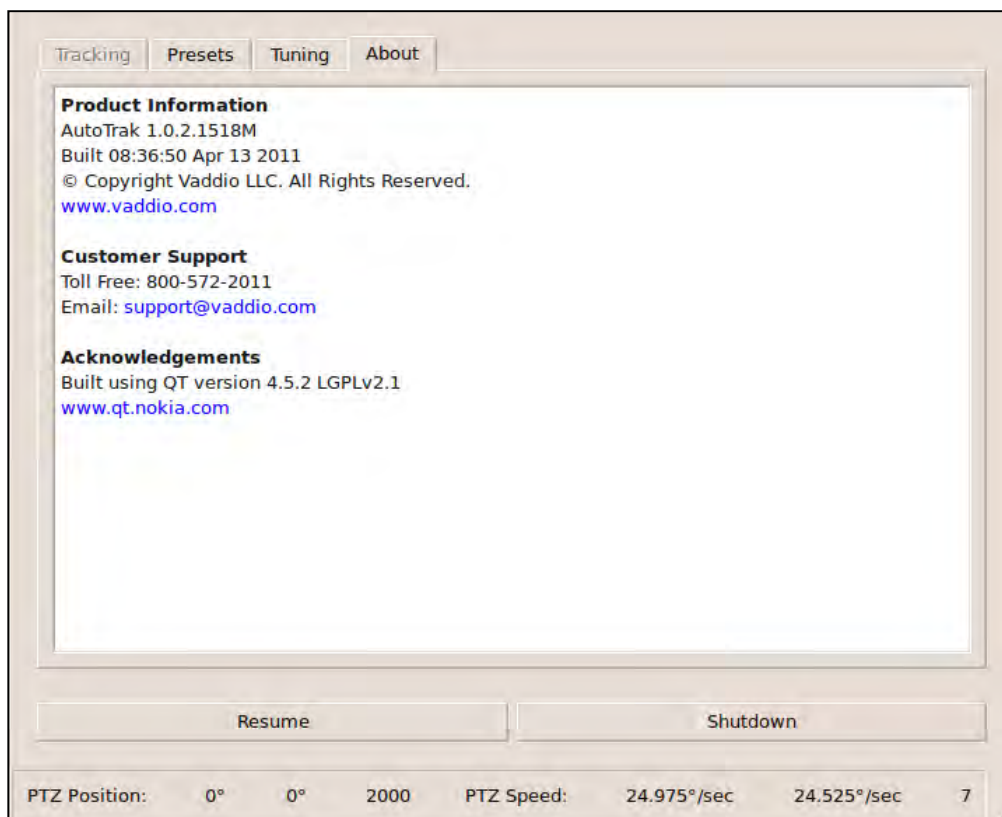 Tracking Presets Tuning About
Product Information
AutoTrak 1.0.2.1518M
Built 08:36:50 Apr 13 2011
© Copyright Vaddio LLC. All Rights Reserved.
www.vaddio.com
Customer Support
Toll Free: 800-572-2011
Email: support@vaddio.com
Acknowledgements
Built using QT version 4.5.2 LGPLv2.1
www.qt.nokia.com
Resume Shutdown
PTZ Position: 0° 0° 2000 PTZ Speed: 24.975°/sec 24.525°/sec 7